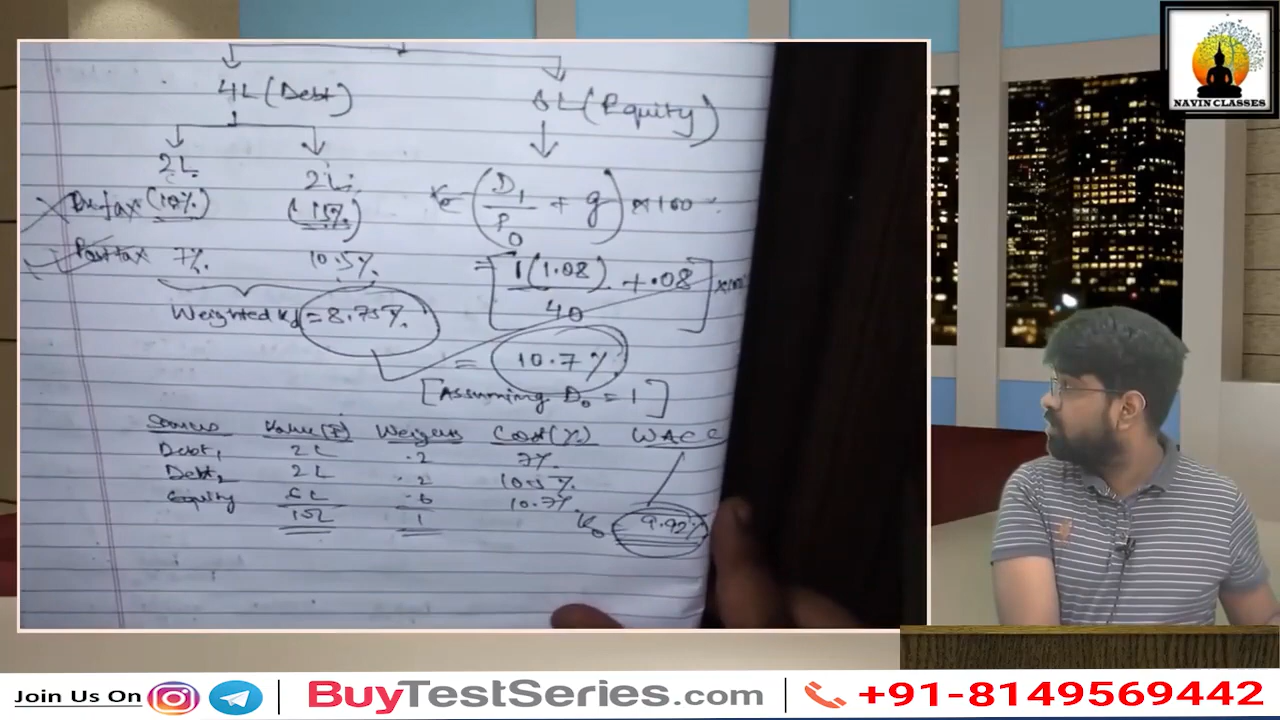 NAVIN CLASSES
4L (Debt)
6L (Equity)
2L 2L
Pre tax (10%) (15%)
Ke = (D1/P0 + g) × 100
Post tax 7% 10.5%
= [1(1.08)/40 + .08] × 100
Weighted Kd = 8.75%
= 10.7%
[Assuming D0 = 1]
Sources Value(₹) Weights Cost(%) WACC
Debt1 2L .2 7%
Debt2 2L .2 10.5%
Equity 6L .6 10.7%
10L 1 K0 9.92%
Join Us On BuyTestSeries.com +91-8149569442